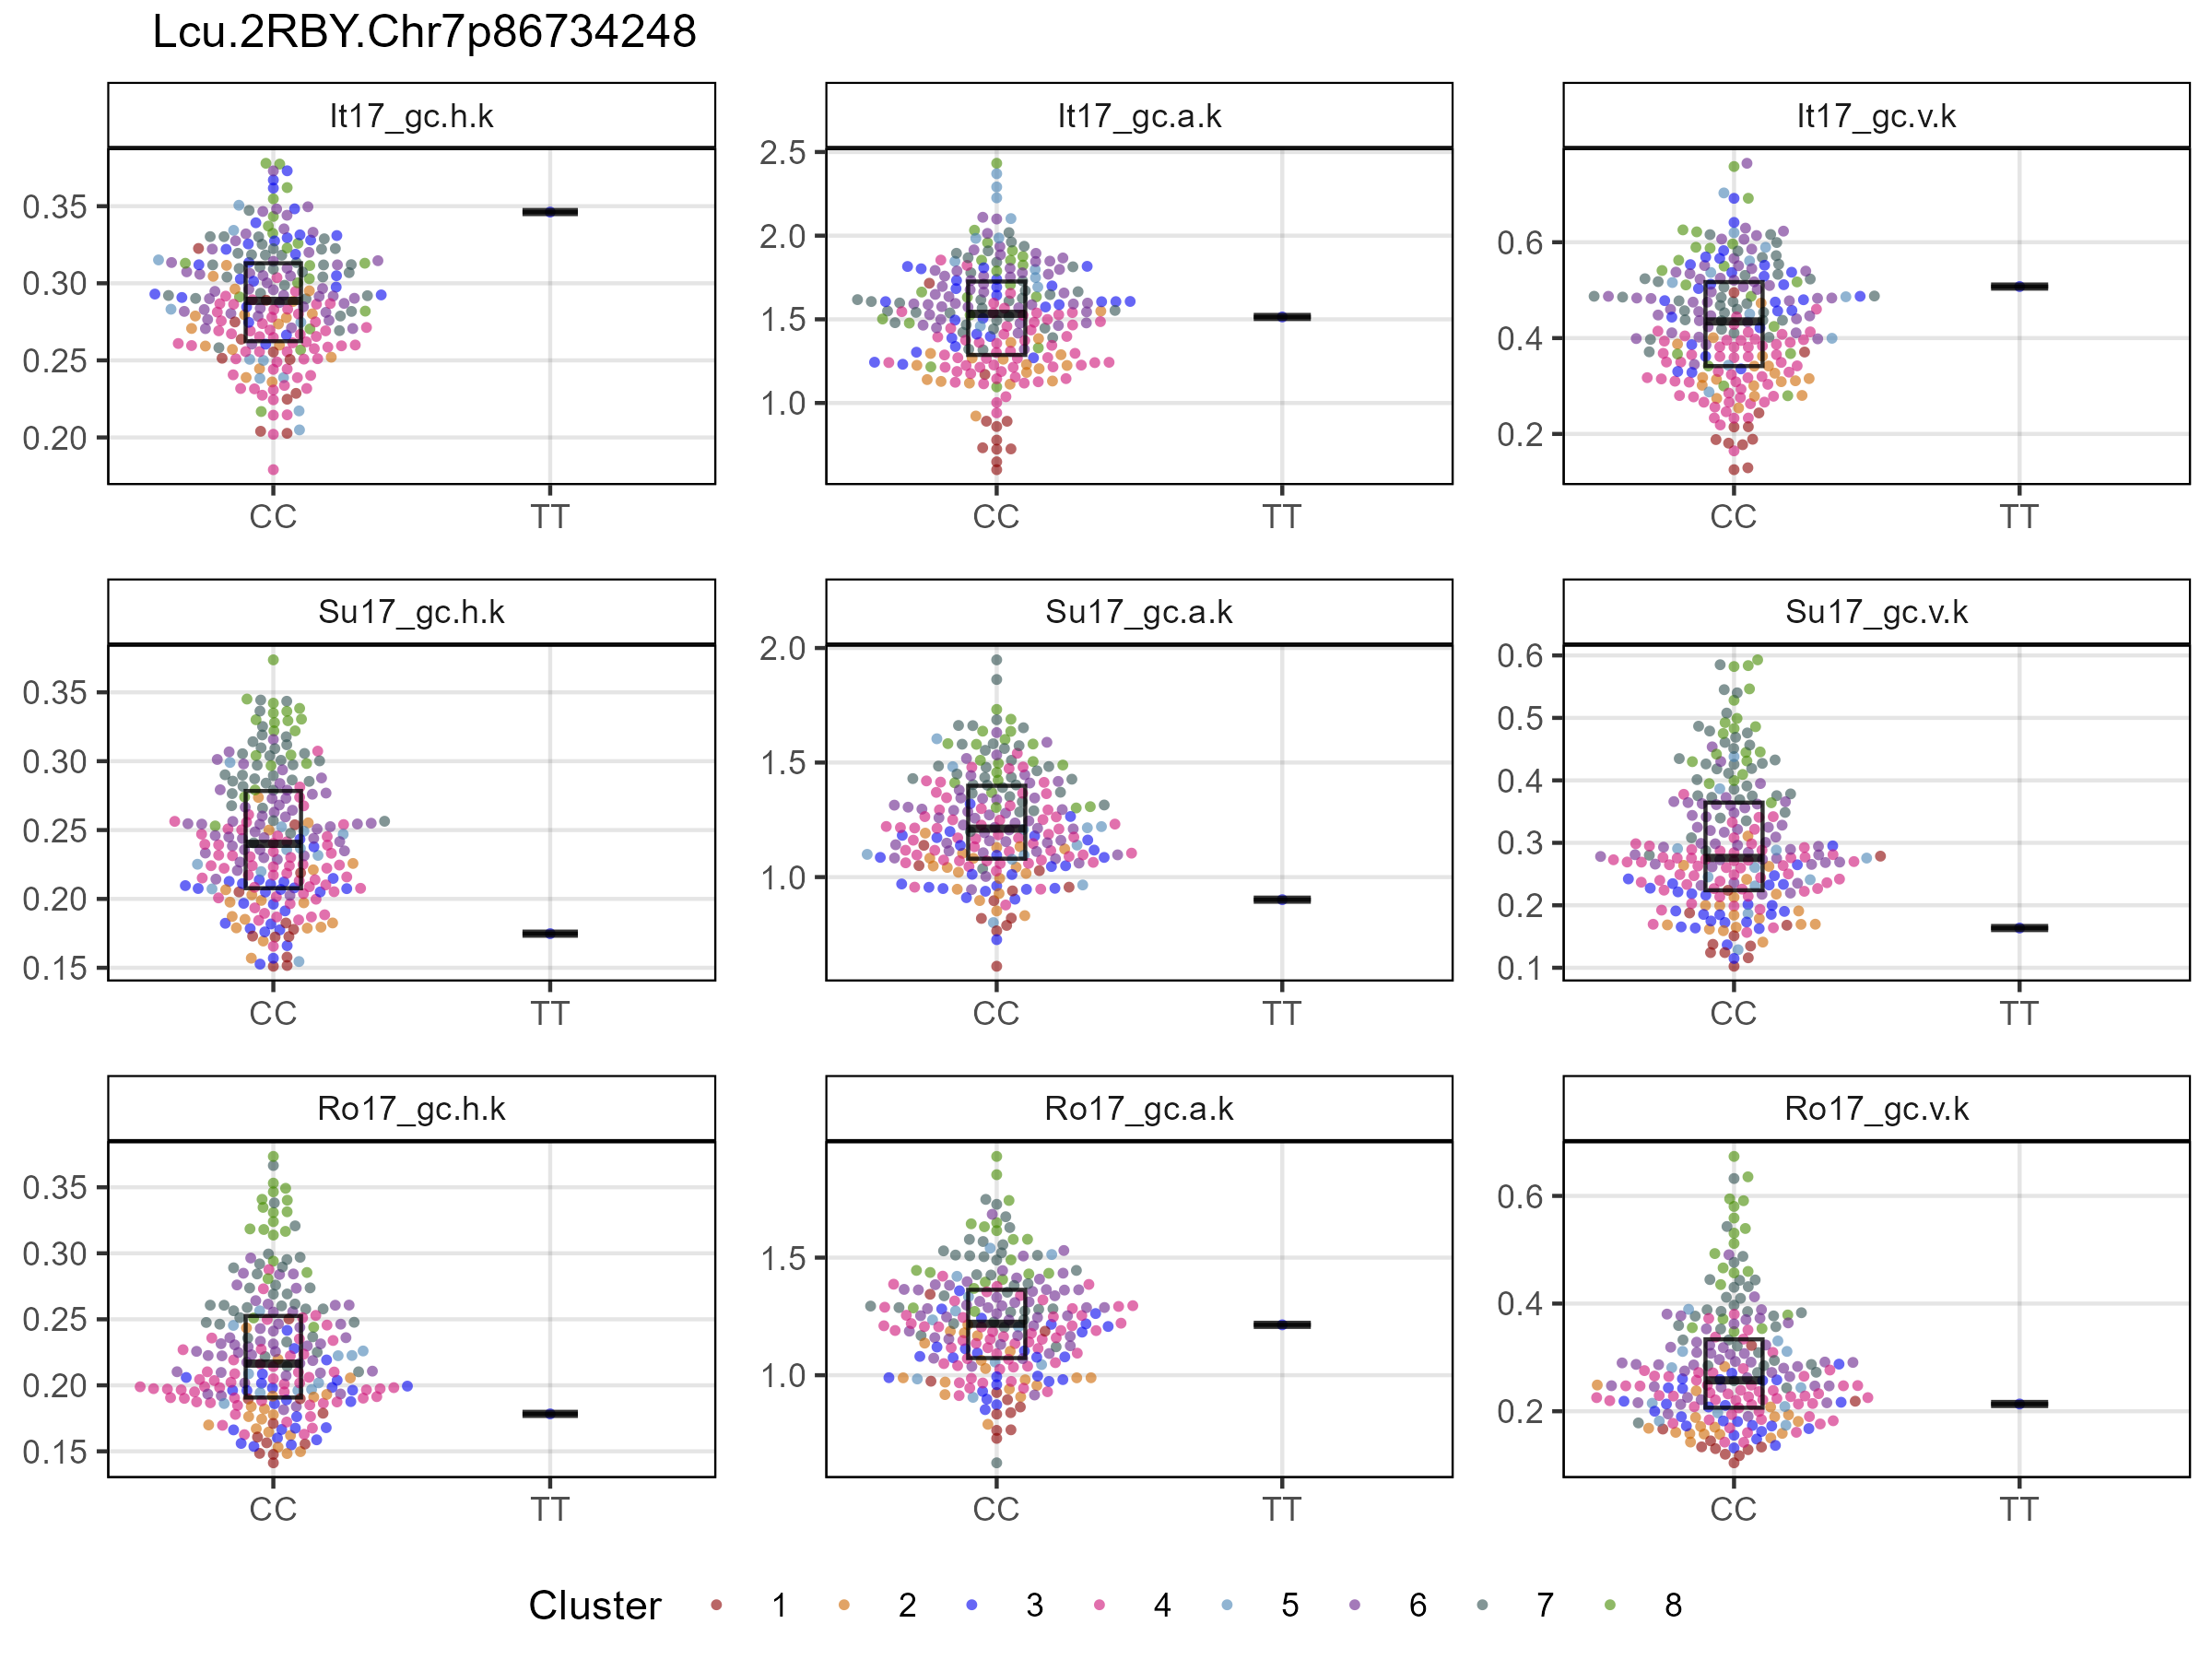 Lcu.2RBY.Chr7p86734248
It17_gc.h.k
It17_gc.a.k
It17_gc.v.k
0.35
0.30
0.25
0.20
CC TT
2.5
2.0
1.5
1.0
CC TT
0.6
0.4
0.2
CC TT
Su17_gc.h.k
Su17_gc.a.k
Su17_gc.v.k
0.35
0.30
0.25
0.20
0.15
CC TT
2.0
1.5
1.0
CC TT
0.6
0.5
0.4
0.3
0.2
0.1
CC TT
Ro17_gc.h.k
Ro17_gc.a.k
Ro17_gc.v.k
0.35
0.30
0.25
0.20
0.15
CC TT
1.5
1.0
CC TT
0.6
0.4
0.2
CC TT
Cluster 1 2 3 4 5 6 7 8